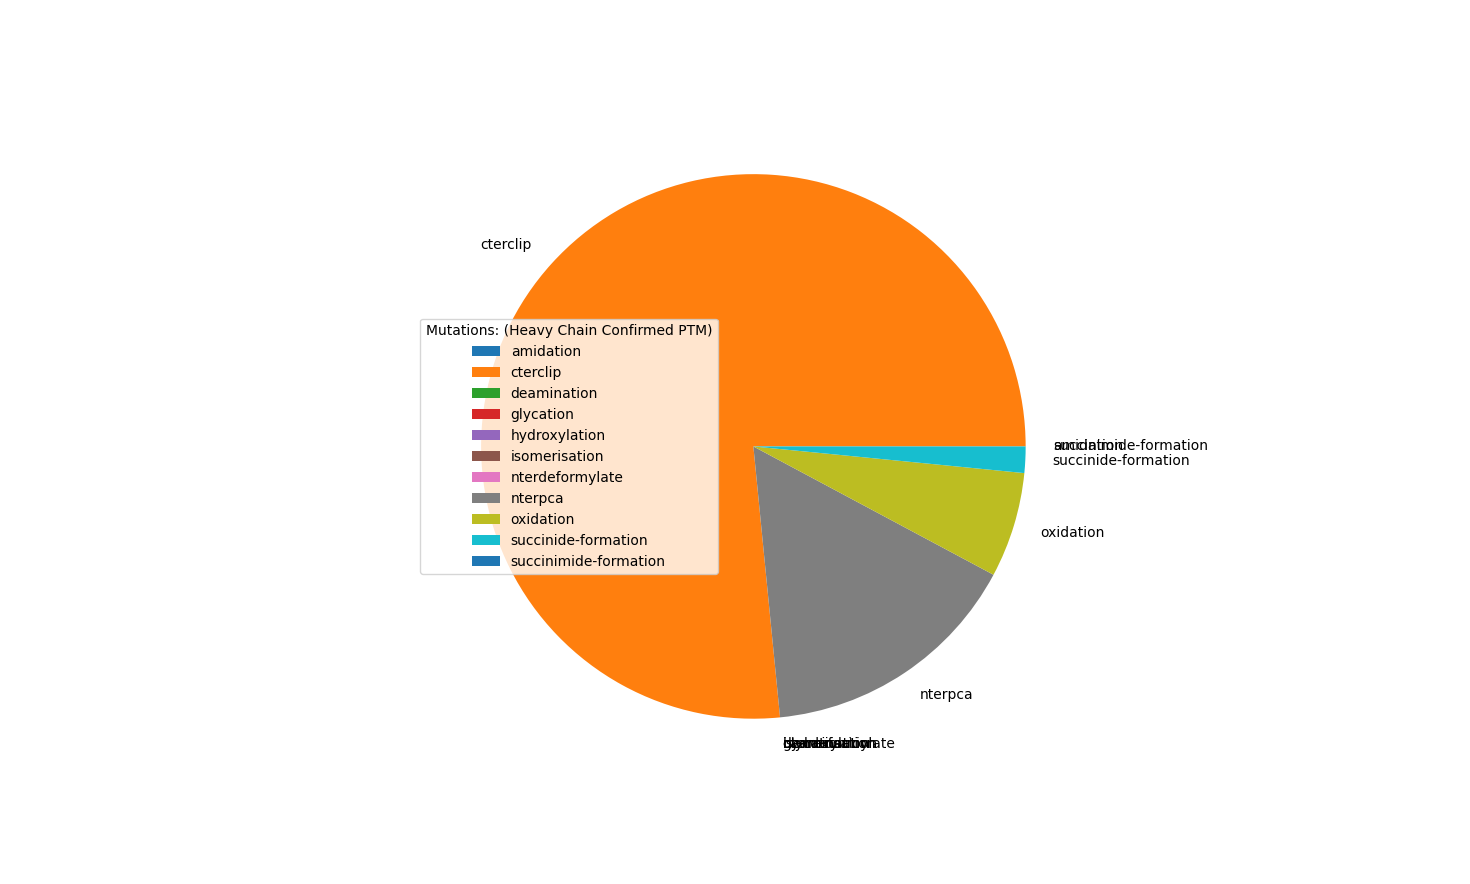 cterclip
Mutations: (Heavy Chain Confirmed PTM)
amidation
cterclip
deamination
glycation
hydroxylation
isomerisation
nterdeformylate
nterpca
oxidation
succinide-formation
succinimide-formation
succinide-formation
oxidation
nterpca